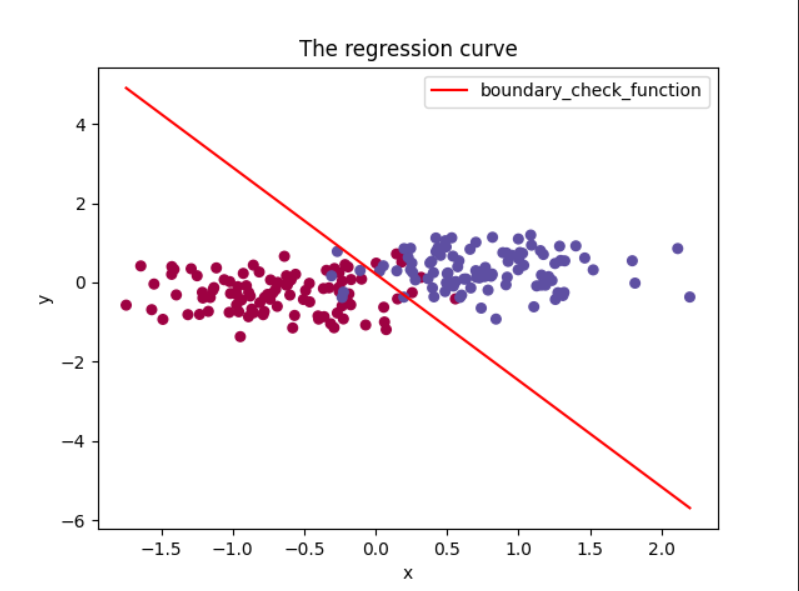 The regression curve
boundary_check_function
4
2
0
−2
−4
−6
y
−1.5 −1.0 −0.5 0.0 0.5 1.0 1.5 2.0
x